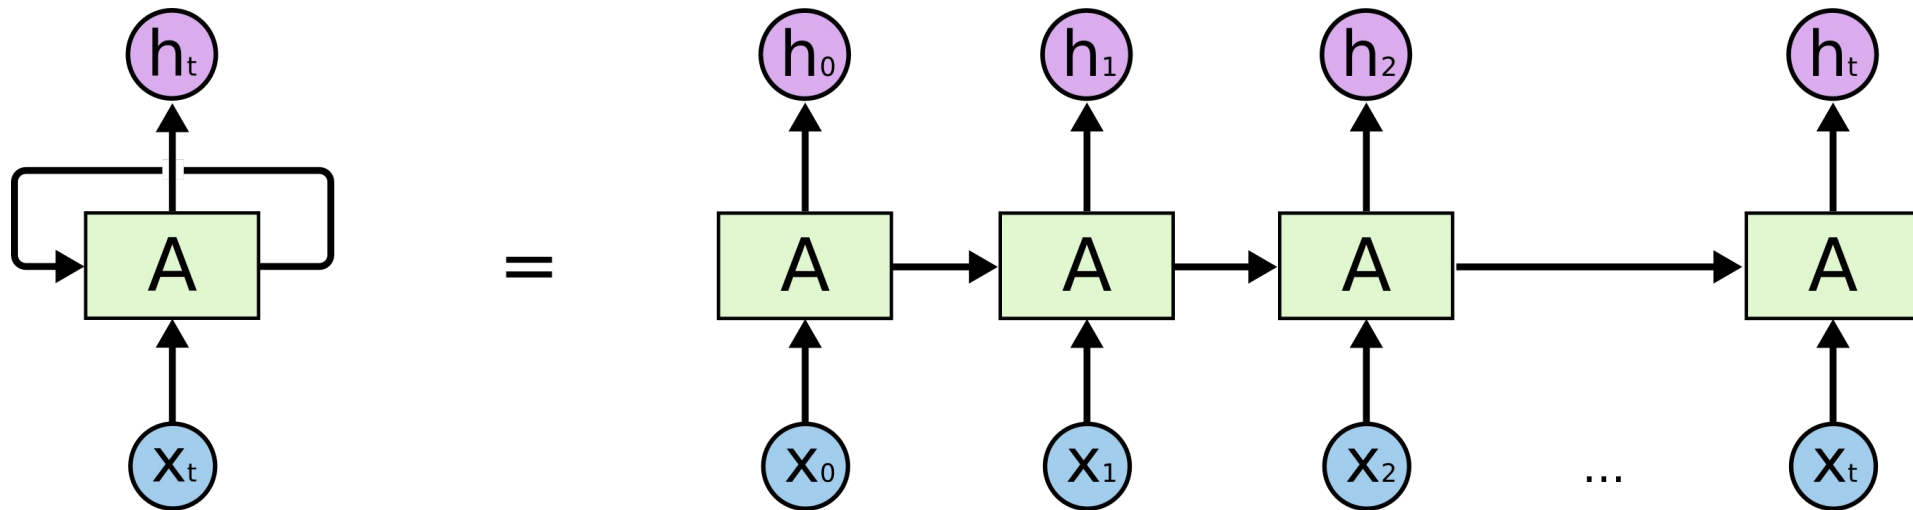 hₜ h₀ h₁ h₂ hₜ
A = A A A A
xₜ x₀ x₁ x₂ ... xₜ